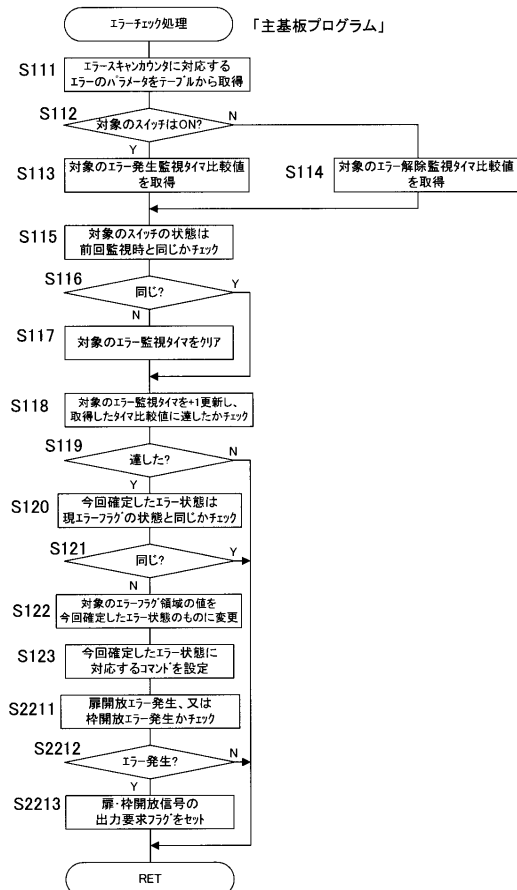 エラーチェック処理
「主基板プログラム」
S111
エラースキャンカウンタに対応する
エラーのパラメータをテーブルから取得
S112
対象のスイッチはON?
N
Y
S113
対象のエラー発生監視タイマ比較値
を取得
S114
対象のエラー解除監視タイマ比較値
を取得
S115
対象のスイッチの状態は
前回監視時と同じかチェック
S116
同じ?
Y
N
S117
対象のエラー監視タイマをクリア
S118
対象のエラー監視タイマを+1更新し、
取得したタイマ比較値に達したかチェック
S119
達した?
N
Y
S120
今回確定したエラー状態は
現エラーフラグの状態と同じかチェック
S121
同じ?
Y
N
S122
対象のエラーフラグ領域の値を
今回確定したエラー状態のものに変更
S123
今回確定したエラー状態に
対応するコマンドを設定
S2211
扉開放エラー発生、又は
枠開放エラー発生かチェック
S2212
エラー発生?
N
Y
S2213
扉・枠開放信号の
出力要求フラグをセット
RET